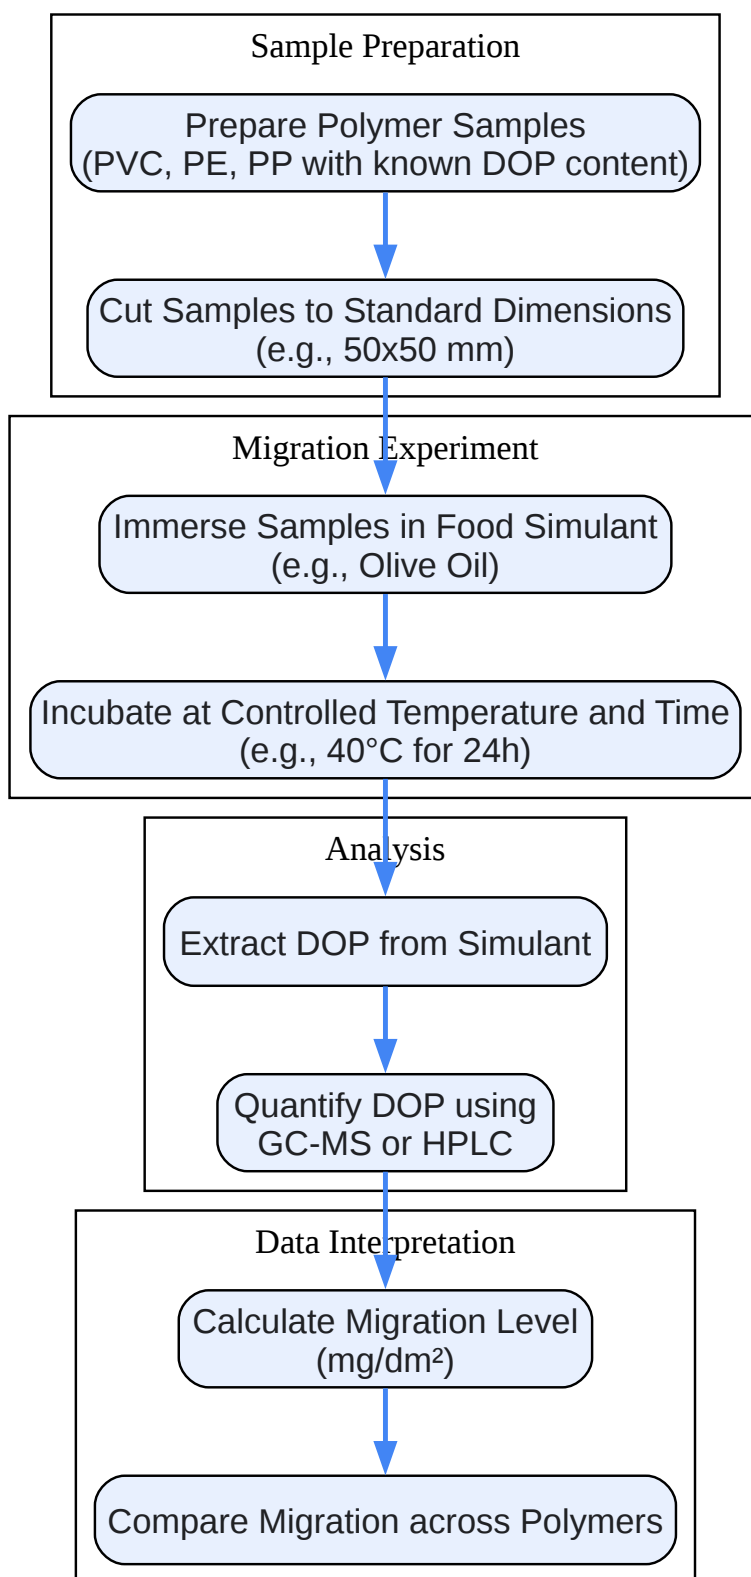 Sample Preparation
Prepare Polymer Samples
(PVC, PE, PP with known DOP content)
Cut Samples to Standard Dimensions
(e.g., 50x50 mm)
Migration Experiment
Immerse Samples in Food Simulant
(e.g., Olive Oil)
Incubate at Controlled Temperature and Time
(e.g., 40°C for 24h)
Analysis
Extract DOP from Simulant
Quantify DOP using
GC-MS or HPLC
Data Interpretation
Calculate Migration Level
(mg/dm²)
Compare Migration across Polymers